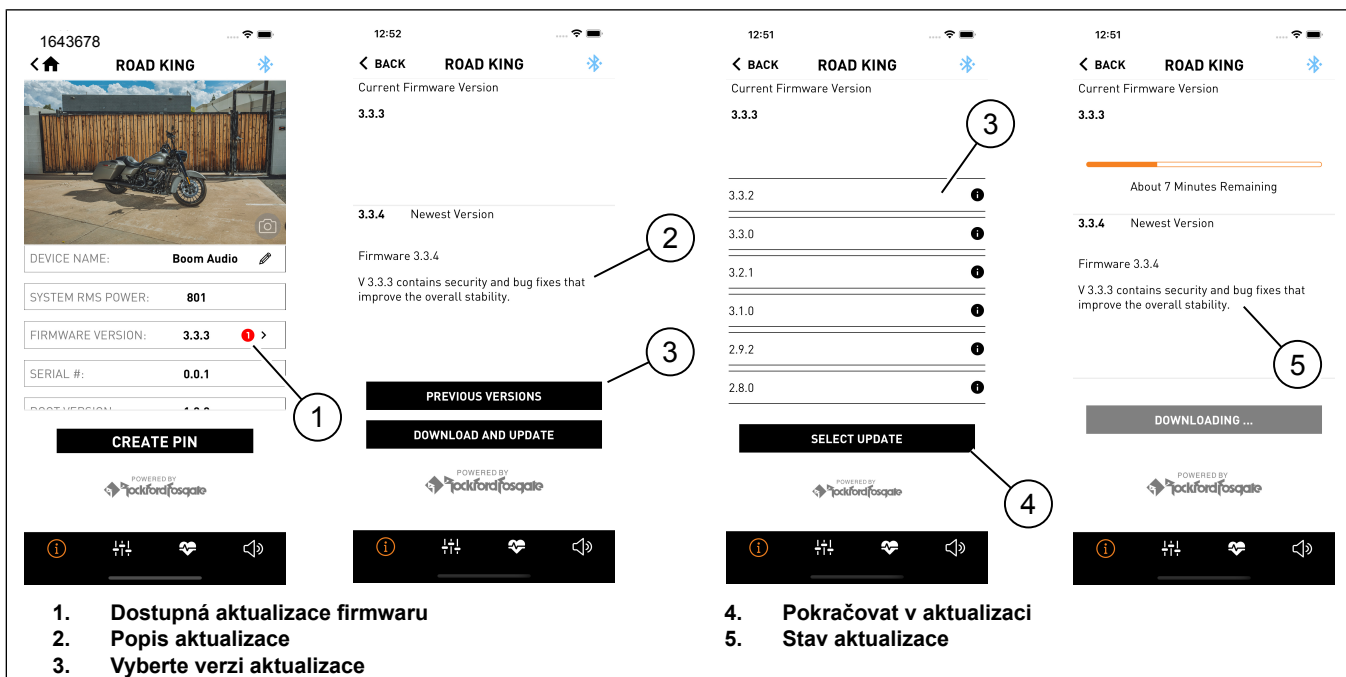 1643678
ROAD KING
DEVICE NAME: Boom Audio
SYSTEM RMS POWER: 801
FIRMWARE VERSION: 3.3.3 1 >
SERIAL #: 0.0.1
1
CREATE PIN
POWERED BY
Rockford Fosgate
12:52
BACK ROAD KING
Current Firmware Version
3.3.3
3.3.4 Newest Version
2
Firmware 3.3.4
V 3.3.3 contains security and bug fixes that
improve the overall stability.
3
PREVIOUS VERSIONS
DOWNLOAD AND UPDATE
POWERED BY
Rockford Fosgate
12:51
BACK ROAD KING
Current Firmware Version
3.3.3
3
3.3.2
3.3.0
3.2.1
3.1.0
2.9.2
2.8.0
SELECT UPDATE
4
POWERED BY
Rockford Fosgate
12:51
BACK ROAD KING
Current Firmware Version
3.3.3
About 7 Minutes Remaining
3.3.4 Newest Version
Firmware 3.3.4
V 3.3.3 contains security and bug fixes that
improve the overall stability.
5
DOWNLOADING ...
POWERED BY
Rockford Fosgate
1. Dostupná aktualizace firmwaru
2. Popis aktualizace
3. Vyberte verzi aktualizace
4. Pokračovat v aktualizaci
5. Stav aktualizace